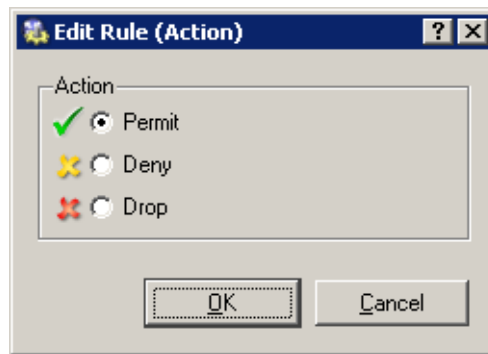 Edit Rule (Action)
?
Action
Permit
Deny
Drop
OK Cancel